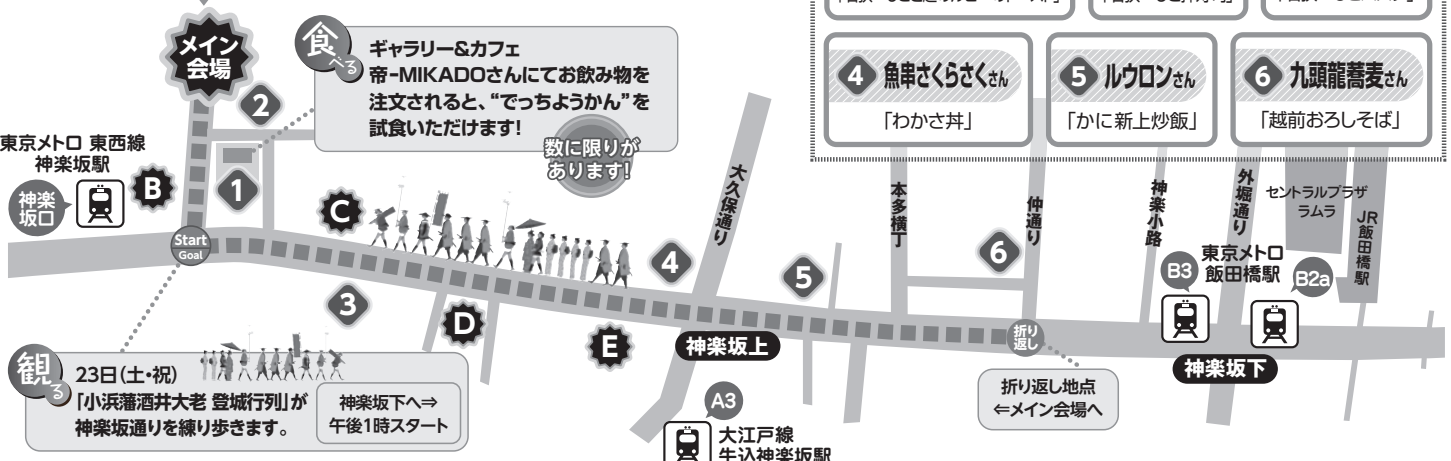 メイン
会場
食べる
ギャラリー&カフェ
帝-MIKADOさんにてお飲み物を
注文されると、“でっちょうかん”を
試食いただけます!
数に限りが
あります!
4 魚串さくらさくさん
「わかさ丼」
5 ルウロンさん
「かに新上炒飯」
6 九頭龍蕎麦さん
「越前おろしそば」
東京メトロ 東西線
神楽坂駅
神楽
坂口
B
2
1
C
Start
Goal
3
D
E
4
5
6
大久保通り
本多横丁
仲通り
神楽小路
外堀通り
セントラルプラザ
ラムラ
JR飯田橋駅
東京メトロ
飯田橋駅
B3
B2a
神楽坂上
折り
返し
神楽坂下
折り返し地点
⇐メイン会場へ
A3
大江戸線
牛込神楽坂駅
観る
23日(土・祝)
「小浜藩酒井大老 登城行列」が
神楽坂通りを練り歩きます。
神楽坂下へ⇒
午後1時スタート